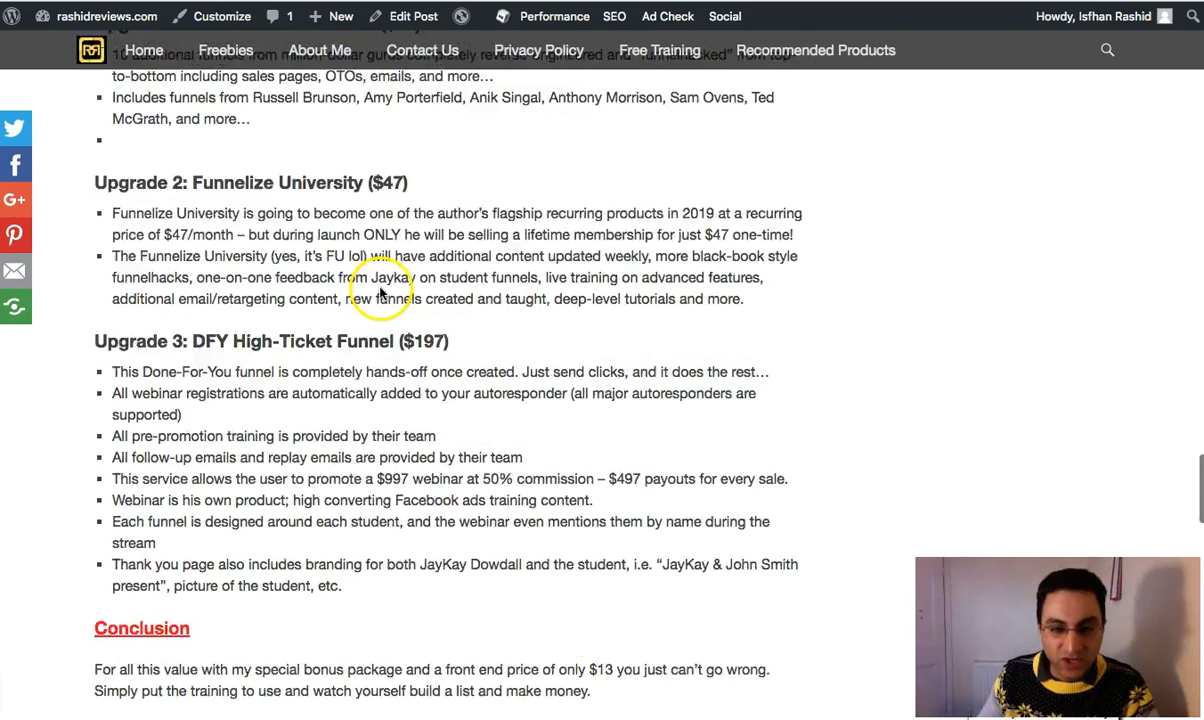 rashidreviews.com Customize 1 New Edit Post Performance SEO Ad Check Social Howdy, Isfhan Rashid
RR Home Freebies About Me Contact Us Privacy Policy Free Training Recommended Products
10 additional funnels from million-dollar gurus completely reverse-engineered and "funnelhacked" from top-
to-bottom including sales pages, OTOs, emails, and more…
Includes funnels from Russell Brunson, Amy Porterfield, Anik Singal, Anthony Morrison, Sam Ovens, Ted
McGrath, and more…
Upgrade 2: Funnelize University ($47)
Funnelize University is going to become one of the author's flagship recurring products in 2019 at a recurring
price of $47/month – but during launch ONLY he will be selling a lifetime membership for just $47 one-time!
The Funnelize University (yes, it's FU lol) will have additional content updated weekly, more black-book style
funnelhacks, one-on-one feedback from Jaykay on student funnels, live training on advanced features,
additional email/retargeting content, new funnels created and taught, deep-level tutorials and more.
Upgrade 3: DFY High-Ticket Funnel ($197)
This Done-For-You funnel is completely hands-off once created. Just send clicks, and it does the rest…
All webinar registrations are automatically added to your autoresponder (all major autoresponders are
supported)
All pre-promotion training is provided by their team
All follow-up emails and replay emails are provided by their team
This service allows the user to promote a $997 webinar at 50% commission – $497 payouts for every sale.
Webinar is his own product; high converting Facebook ads training content.
Each funnel is designed around each student, and the webinar even mentions them by name during the
stream
Thank you page also includes branding for both JayKay Dowdall and the student, i.e. "JayKay & John Smith
present", picture of the student, etc.
Conclusion
For all this value with my special bonus package and a front end price of only $13 you just can't go wrong.
Simply put the training to use and watch yourself build a list and make money.